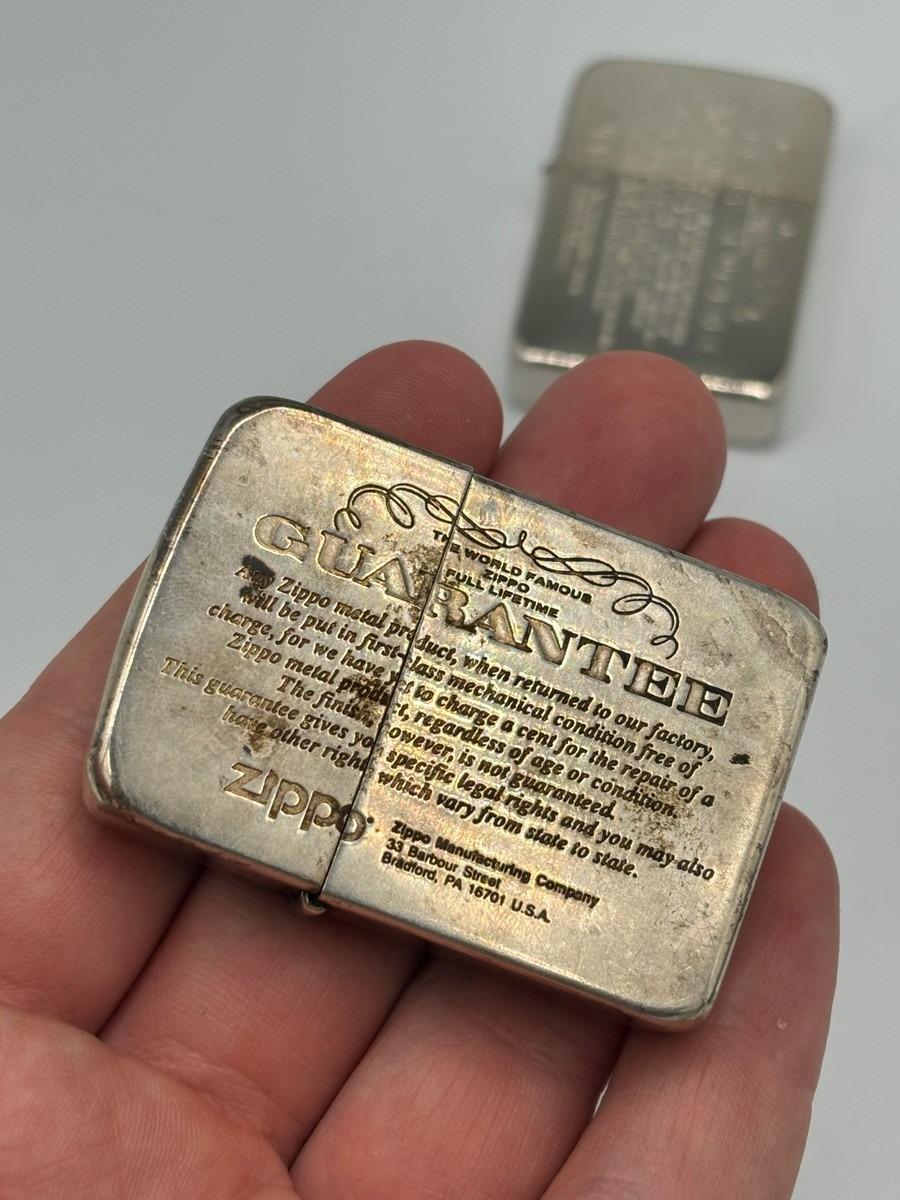 THE WORLD FAMOUS
ZIPPO
FULL LIFETIME
GUARANTEE
Any Zippo metal product, when returned to our factory,
will be put in first-class mechanical condition free of
charge, for we have yet to charge a cent for the repair of a
Zippo metal product, regardless of age or condition.
The finish, however, is not guaranteed.
This guarantee gives you specific legal rights and you may also
have other rights which vary from state to state.
zippo
Zippo Manufacturing Company
33 Barbour Street
Bradford, PA 16701 U.S.A.